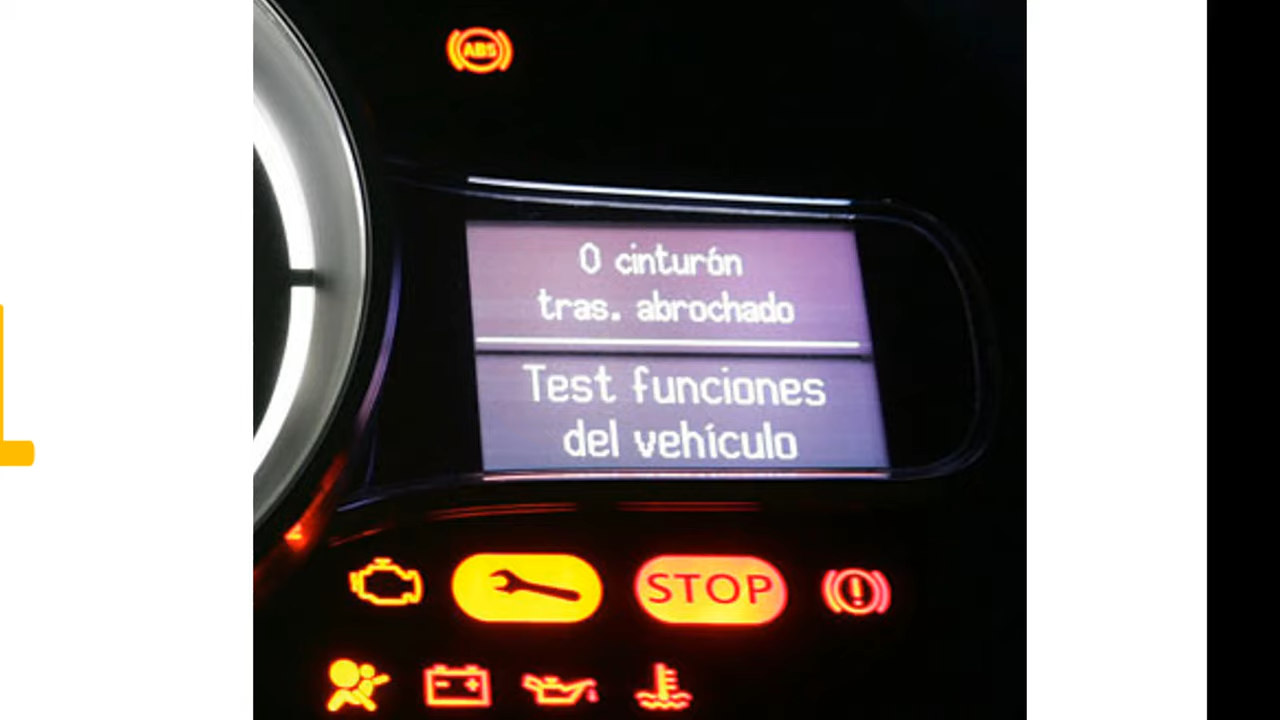 ABS
0 cinturón
tras. abrochado
Test funciones
del vehículo
STOP